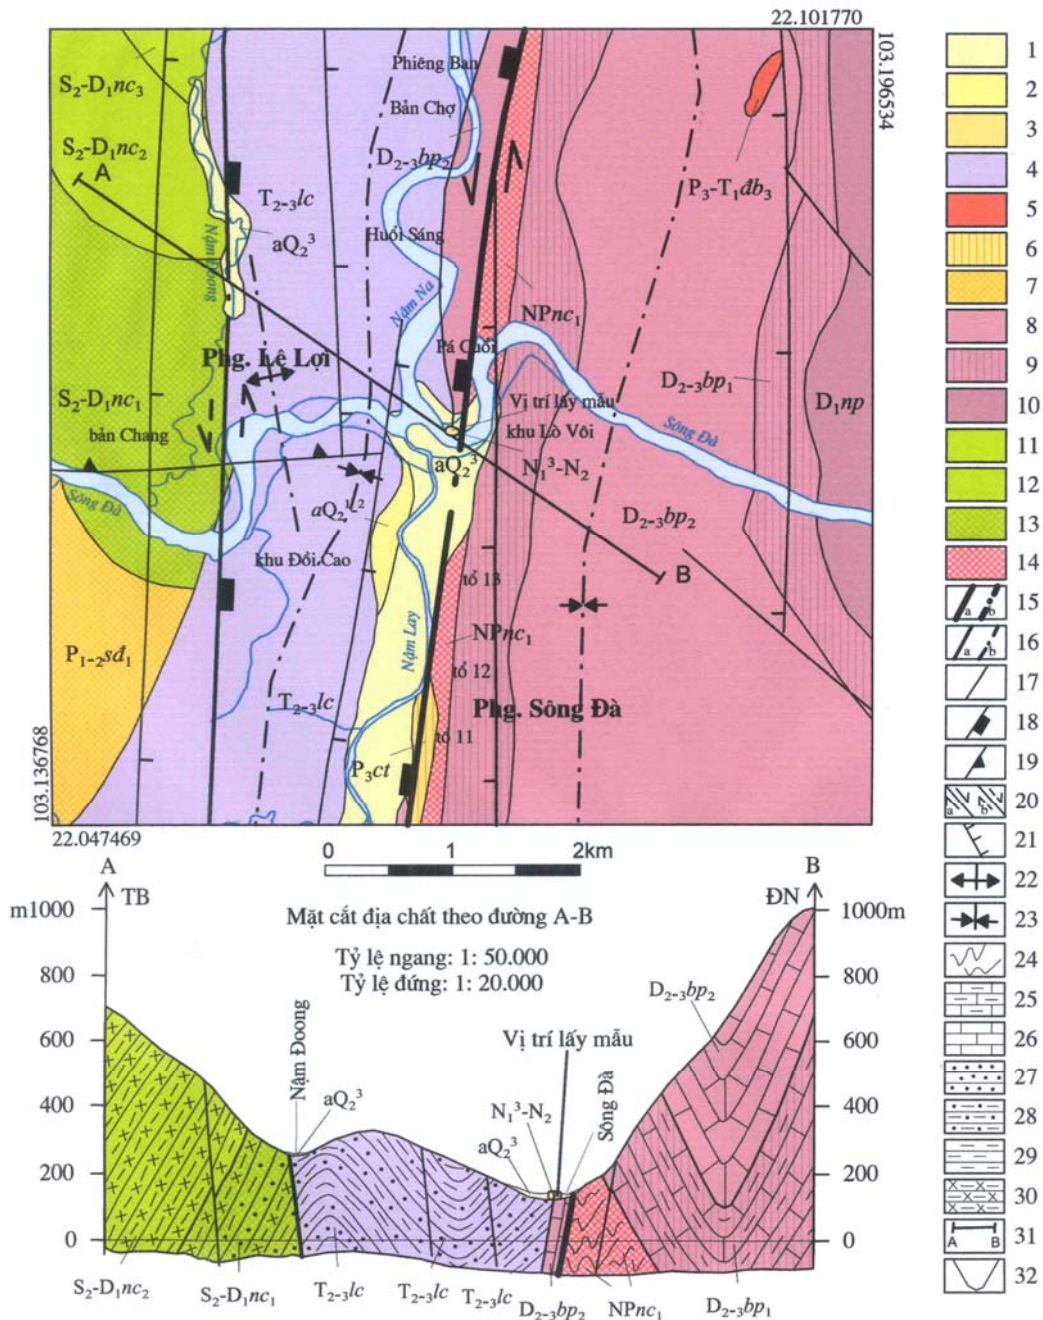 22.101770
103.196534
Phiêng Ban
Bản Chợ
S₂-D₁nc₃
S₂-D₁nc₂
A
D₂₋₃bp₂
T₂₋₃lc
aQ₂³
P₃-T₁đb₃
Huổi Sáng
Nậm Đoong
Nậm Na
NPnc₁
Pá Cuổi
Phg. Lê Lợi
D₂₋₃bp₁
D₁np
S₂-D₁nc₁
Vị trí lấy mẫu
bản Chang
khu Lò Vôi
Sông Đà
aQ₂³
N₁³-N₂
Sông Đà
aQ₂¹⁻²
D₂₋₃bp₂
khu Đồi Cao
B
tổ 13
Nậm Lay
NPnc₁
P₁₋₂sđ₁
tổ 12
T₂₋₃lc
Phg. Sông Đà
tổ 11
P₃ct
103.136768
22.047469
1
2
3
4
5
6
7
8
9
10
11
12
13
14
a b 15
a b 16
17
18
19
a b 20
21
22
23
24
25
26
27
28
29
30
A B 31
32
0 1 2km
A
TB
B
ĐN
m1000
800
600
400
200
0
1000m
800
600
400
200
0
Mặt cắt địa chất theo đường A-B
Tỷ lệ ngang: 1: 50.000
Tỷ lệ đứng: 1: 20.000
D₂₋₃bp₂
Vị trí lấy mẫu
Nậm Đoong
aQ₂³
Sông Đà
N₁³-N₂
aQ₂³
S₂-D₁nc₂
S₂-D₁nc₁
T₂₋₃lc
T₂₋₃lc
T₂₋₃lc
D₂₋₃bp₂
NPnc₁
D₂₋₃bp₁